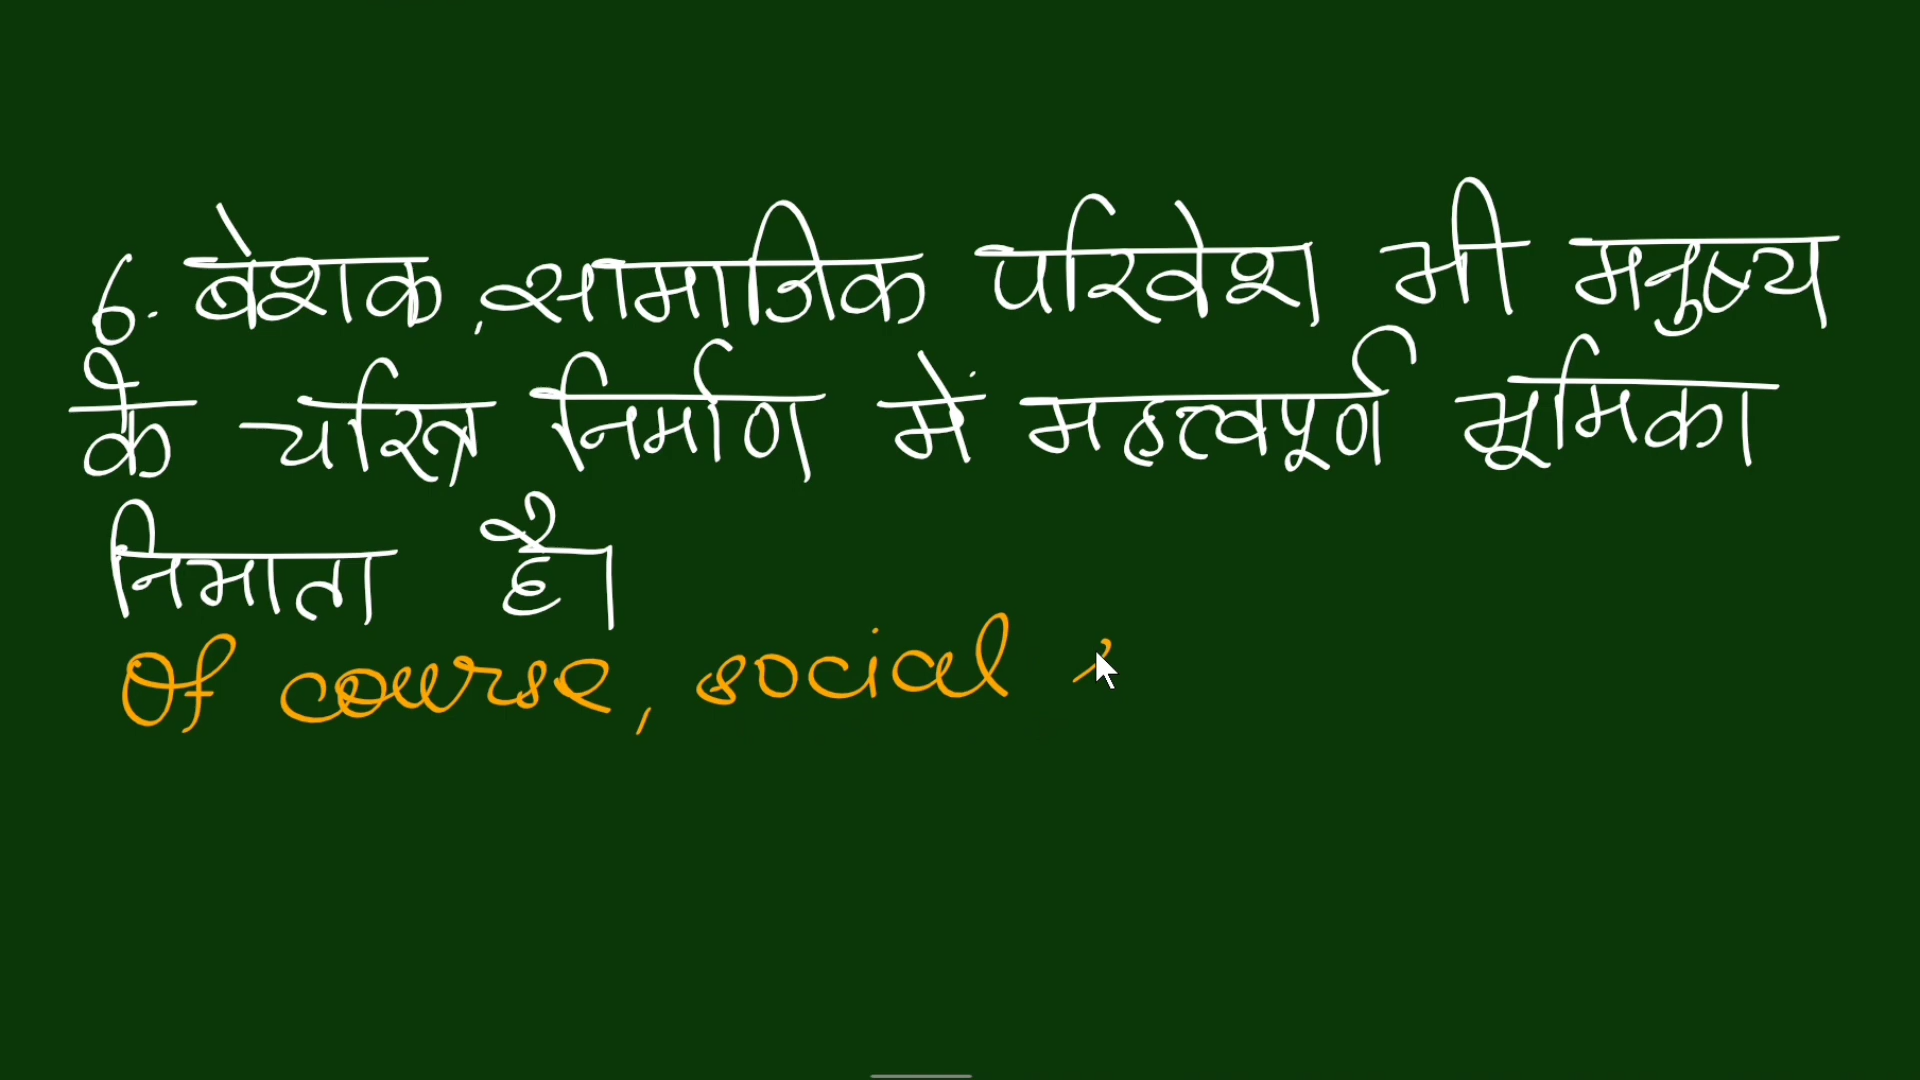 6. बेशक, सामाजिक परिवेश भी मनुष्य
के चरित्र निर्माण में महत्वपूर्ण भूमिका
निभाता है।
Of course, social